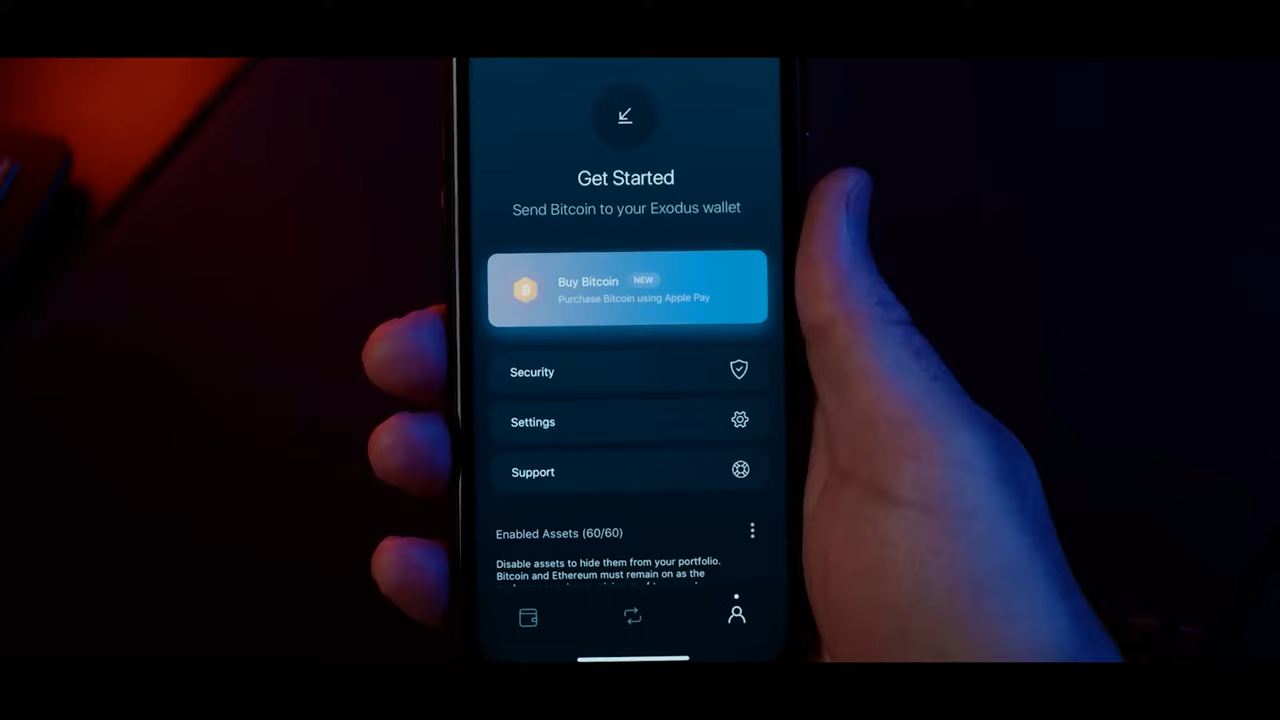 Get Started
Send Bitcoin to your Exodus wallet
Buy Bitcoin NEW
Purchase Bitcoin using Apple Pay
Security
Settings
Support
Enabled Assets (60/60)
Disable assets to hide them from your portfolio.
Bitcoin and Ethereum must remain on as the